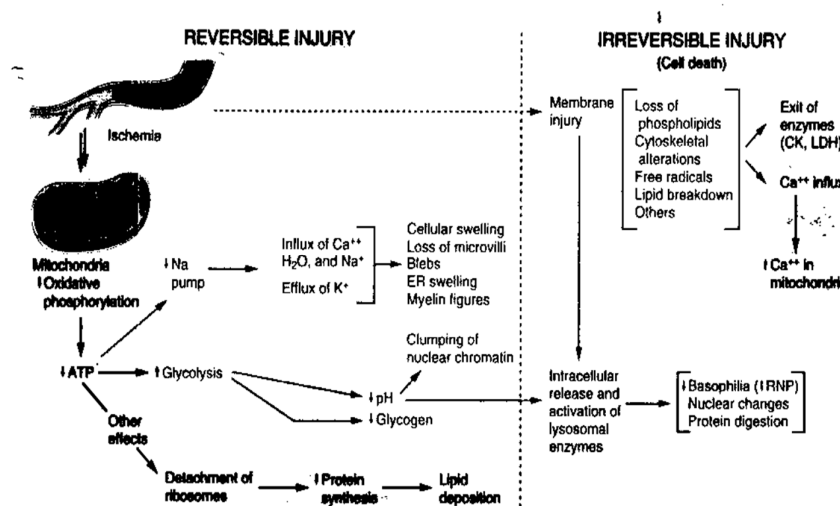 REVERSIBLE INJURY
IRREVERSIBLE INJURY
(Cell death)
Ischemia
Mitochondria
↓Oxidative
phosphorylation
↓Na
pump
Influx of Ca++
H₂O, and Na+
Efflux of K+
Cellular swelling
Loss of microvilli
Blebs
ER swelling
Myelin figures
↓ATP
↑Glycolysis
Clumping of
nuclear chromatin
↓pH
↓Glycogen
Other
effects
Detachment of
ribosomes
↓Protein
synthesis
Lipid
deposition
Membrane
injury
Loss of
phospholipids
Cytoskeletal
alterations
Free radicals
Lipid breakdown
Others
Exit of
enzymes
(CK, LDH)
Ca++ influx
↑Ca++ in
mitochondri
Intracellular
release and
activation of
lysosomal
enzymes
↓Basophilia (↓RNP)
Nuclear changes
Protein digestion